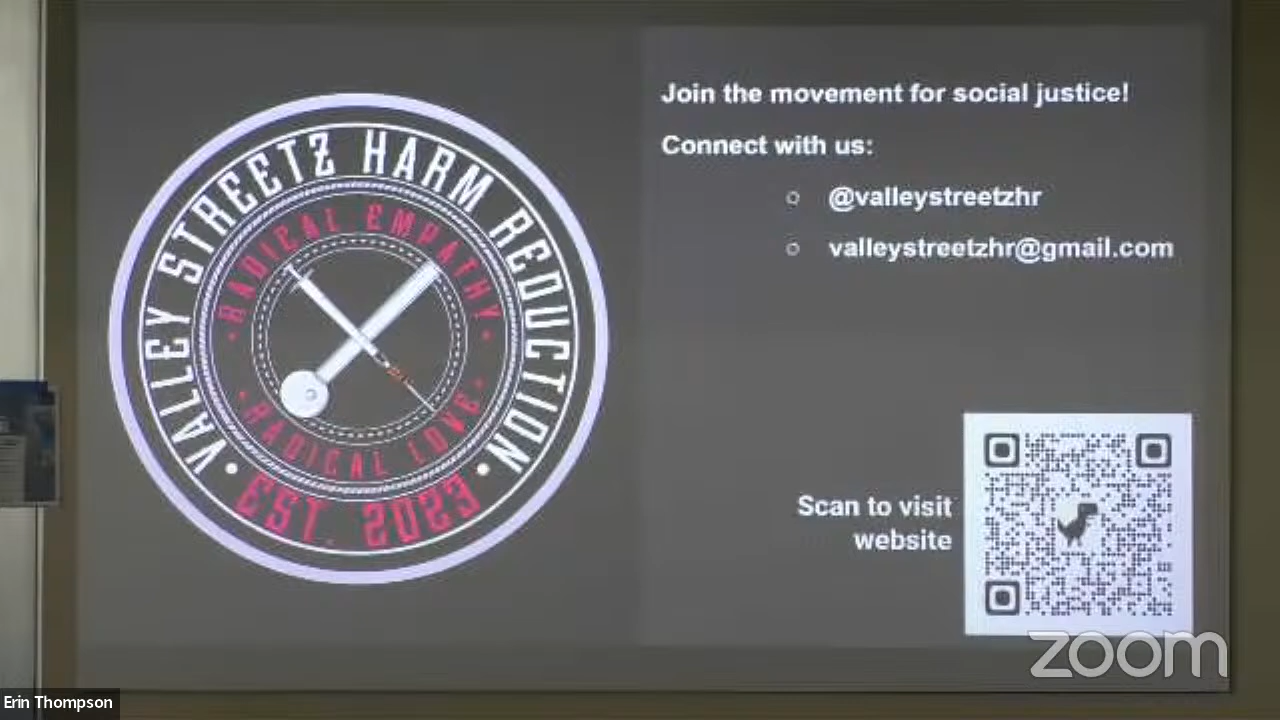 VALLEY STREETZ HARM REDUCTION
RADICAL EMPATHY
RADICAL LOVE
EST. 2023
Join the movement for social justice!
Connect with us:
@valleystreetzhr
valleystreetzhr@gmail.com
Scan to visit
website
zoom
Erin Thompson